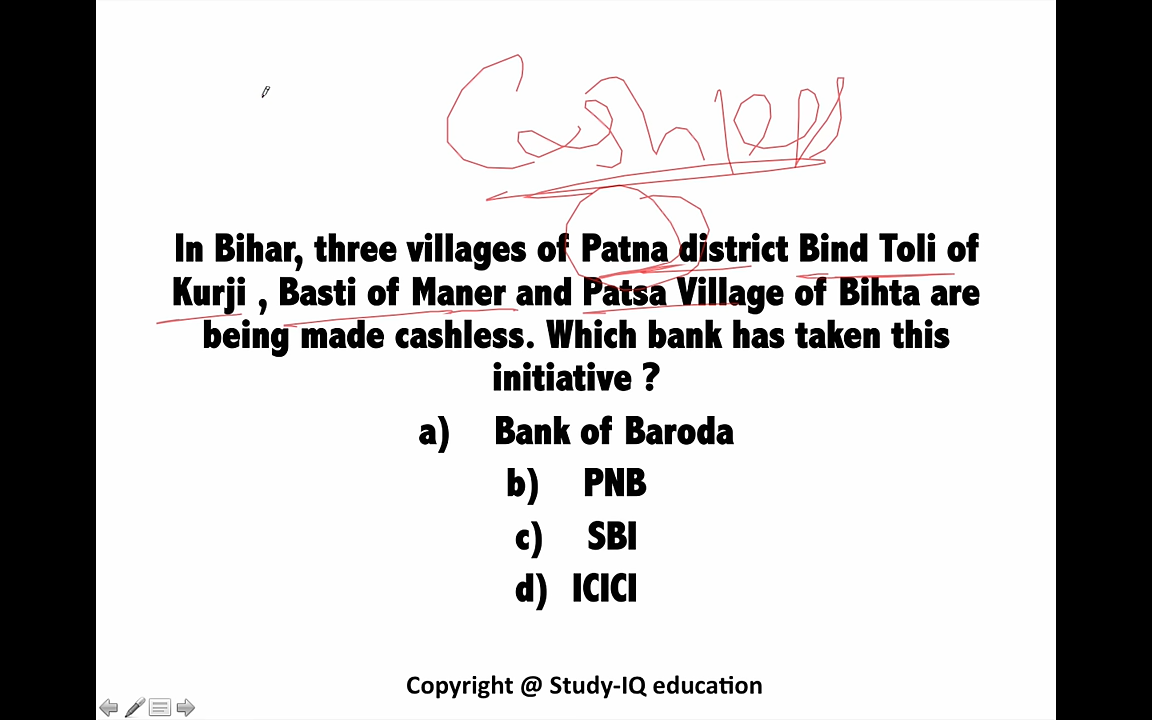 Cashless
In Bihar, three villages of Patna district Bind Toli of
Kurji , Basti of Maner and Patsa Village of Bihta are
being made cashless. Which bank has taken this
initiative ?
a) Bank of Baroda
b) PNB
c) SBI
d) ICICI
Copyright @ Study-IQ education